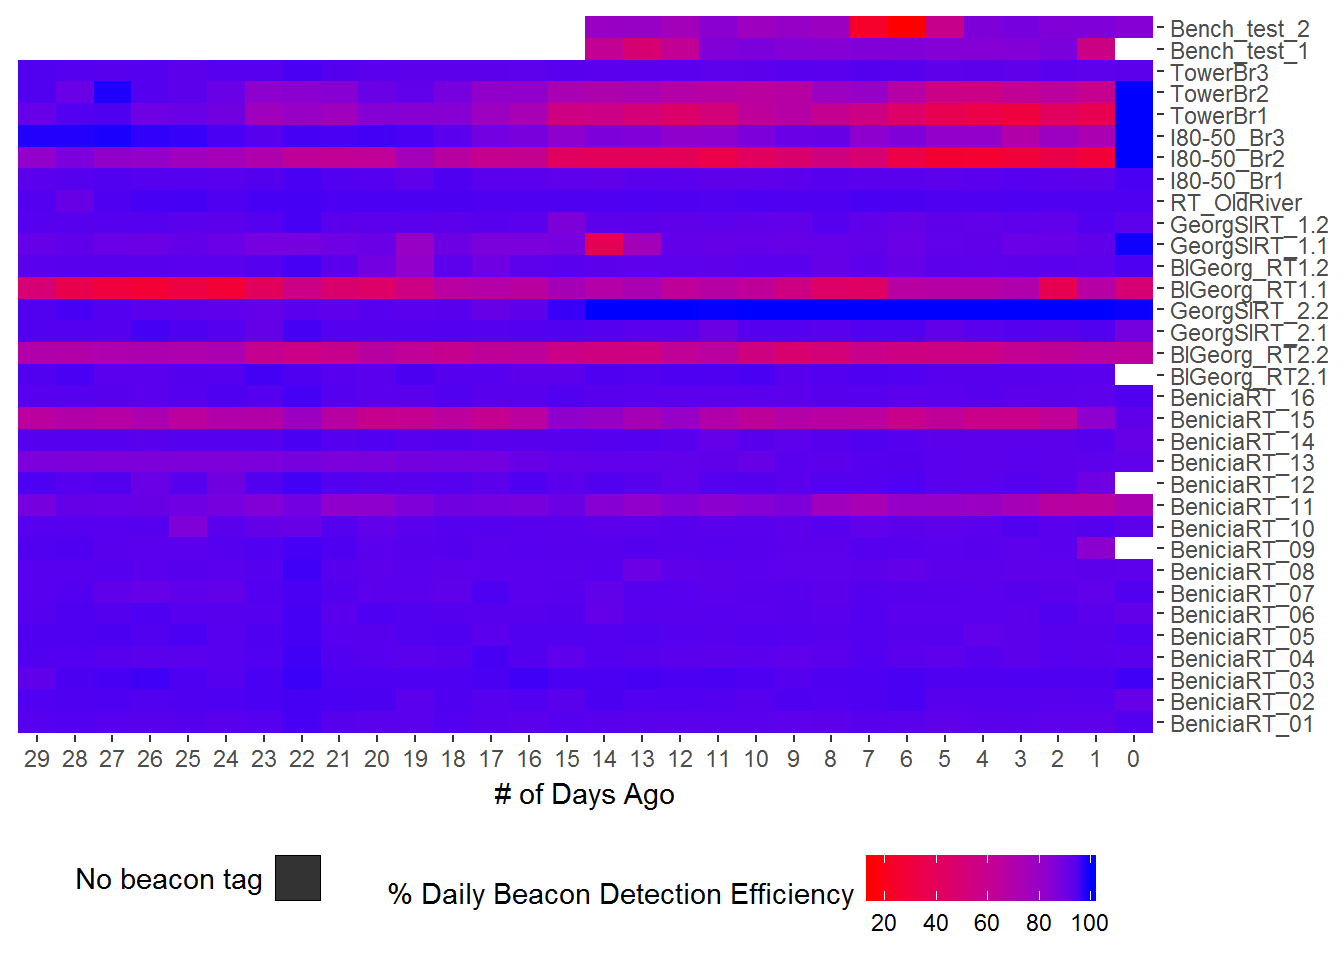 Bench_test_2
Bench_test_1
TowerBr3
TowerBr2
TowerBr1
I80-50_Br3
I80-50_Br2
I80-50_Br1
RT_OldRiver
GeorgSlRT_1.2
GeorgSlRT_1.1
BlGeorg_RT1.2
BlGeorg_RT1.1
GeorgSlRT_2.2
GeorgSlRT_2.1
BlGeorg_RT2.2
BlGeorg_RT2.1
BeniciaRT_16
BeniciaRT_15
BeniciaRT_14
BeniciaRT_13
BeniciaRT_12
BeniciaRT_11
BeniciaRT_10
BeniciaRT_09
BeniciaRT_08
BeniciaRT_07
BeniciaRT_06
BeniciaRT_05
BeniciaRT_04
BeniciaRT_03
BeniciaRT_02
BeniciaRT_01
29 28 27 26 25 24 23 22 21 20 19 18 17 16 15 14 13 12 11 10 9 8 7 6 5 4 3 2 1 0
# of Days Ago
No beacon tag
% Daily Beacon Detection Efficiency
20 40 60 80 100